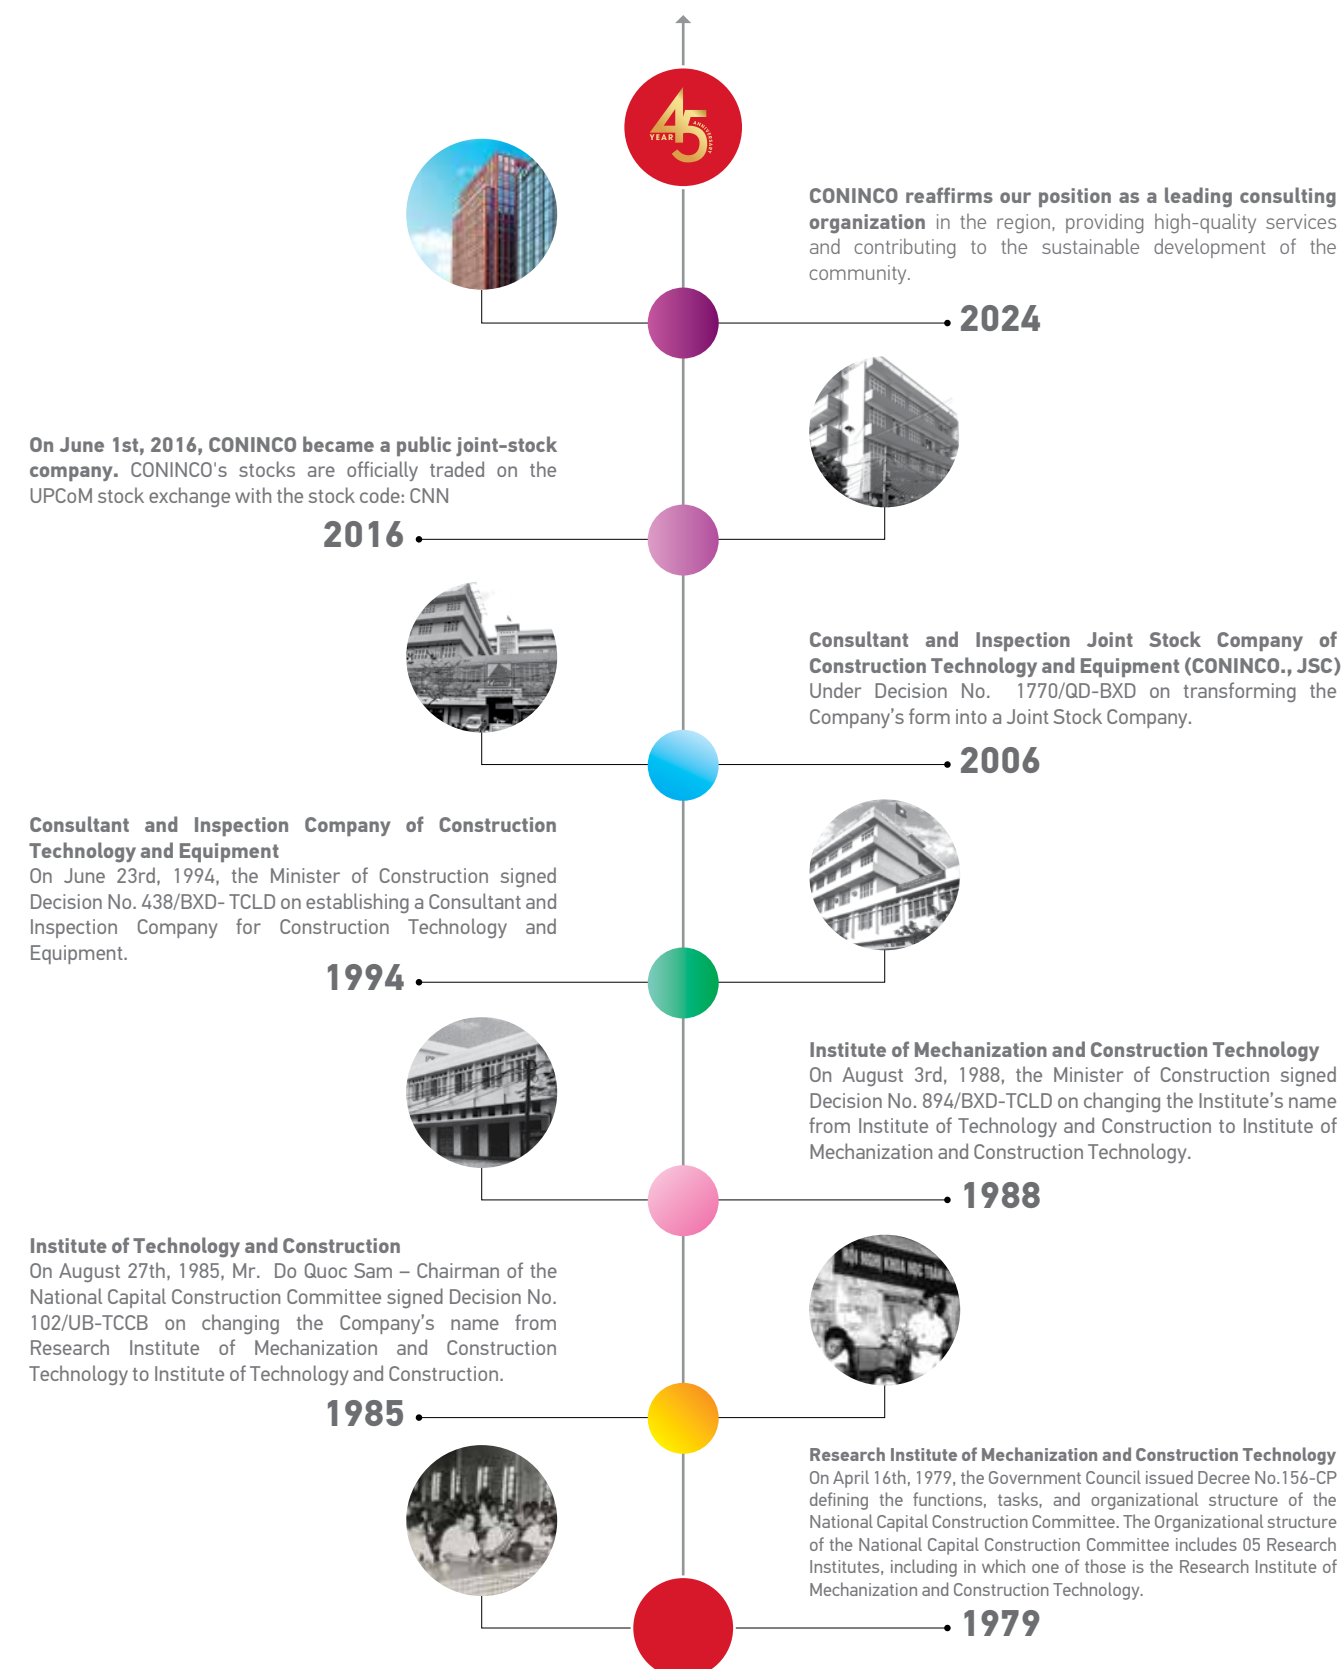 45
YEAR
ANNIVERSARY
CONINCO reaffirms our position as a leading consulting
organization in the region, providing high-quality services
and contributing to the sustainable development of the
community.
2024
On June 1st, 2016, CONINCO became a public joint-stock
company. CONINCO's stocks are officially traded on the
UPCoM stock exchange with the stock code: CNN
2016
Consultant and Inspection Joint Stock Company of
Construction Technology and Equipment (CONINCO., JSC)
Under Decision No. 1770/QD-BXD on transforming the
Company’s form into a Joint Stock Company.
2006
Consultant and Inspection Company of Construction
Technology and Equipment
On June 23rd, 1994, the Minister of Construction signed
Decision No. 438/BXD- TCLD on establishing a Consultant and
Inspection Company for Construction Technology and
Equipment.
1994
Institute of Mechanization and Construction Technology
On August 3rd, 1988, the Minister of Construction signed
Decision No. 894/BXD-TCLD on changing the Institute’s name
from Institute of Technology and Construction to Institute of
Mechanization and Construction Technology.
1988
Institute of Technology and Construction
On August 27th, 1985, Mr. Do Quoc Sam – Chairman of the
National Capital Construction Committee signed Decision No.
102/UB-TCCB on changing the Company’s name from
Research Institute of Mechanization and Construction
Technology to Institute of Technology and Construction.
1985
HỘI NGHỊ KHOA HỌC TOÀN
Research Institute of Mechanization and Construction Technology
On April 16th, 1979, the Government Council issued Decree No.156-CP
defining the functions, tasks, and organizational structure of the
National Capital Construction Committee. The Organizational structure
of the National Capital Construction Committee includes 05 Research
Institutes, including in which one of those is the Research Institute of
Mechanization and Construction Technology.
1979